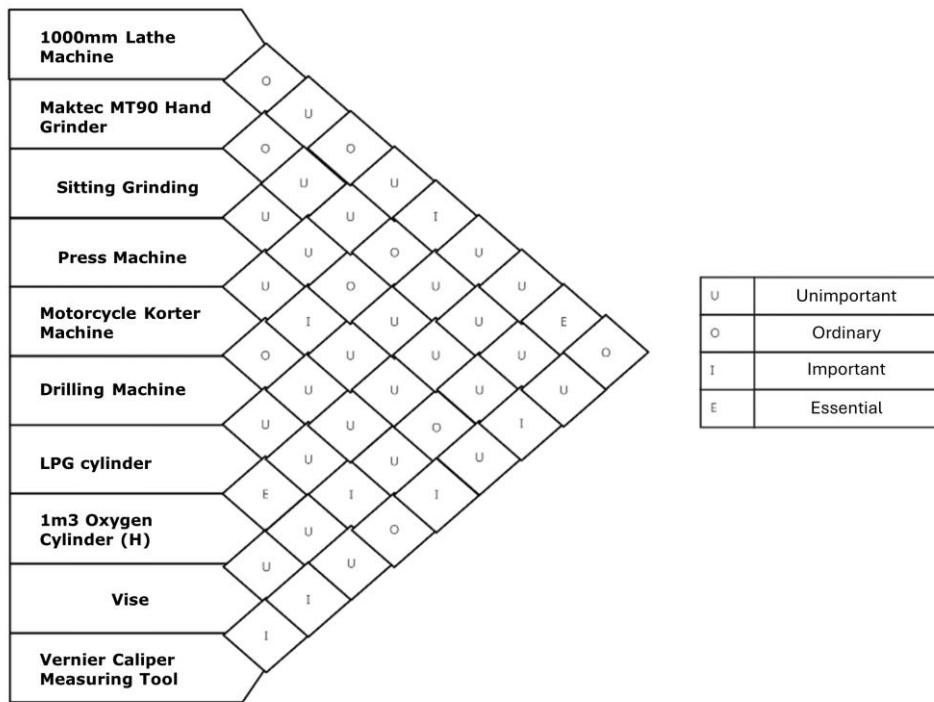 1000mm Lathe
Machine
Maktec MT90 Hand
Grinder
Sitting Grinding
Press Machine
Motorcycle Korter
Machine
Drilling Machine
LPG cylinder
1m3 Oxygen
Cylinder (H)
Vise
Vernier Caliper
Measuring Tool
O
U
O O
U U
U U I
U O U
U O U U
I U U E
O U U U O
U U U U
U U O I
U U U
E I I
U O
U U
I
I
U Unimportant
O Ordinary
I Important
E Essential